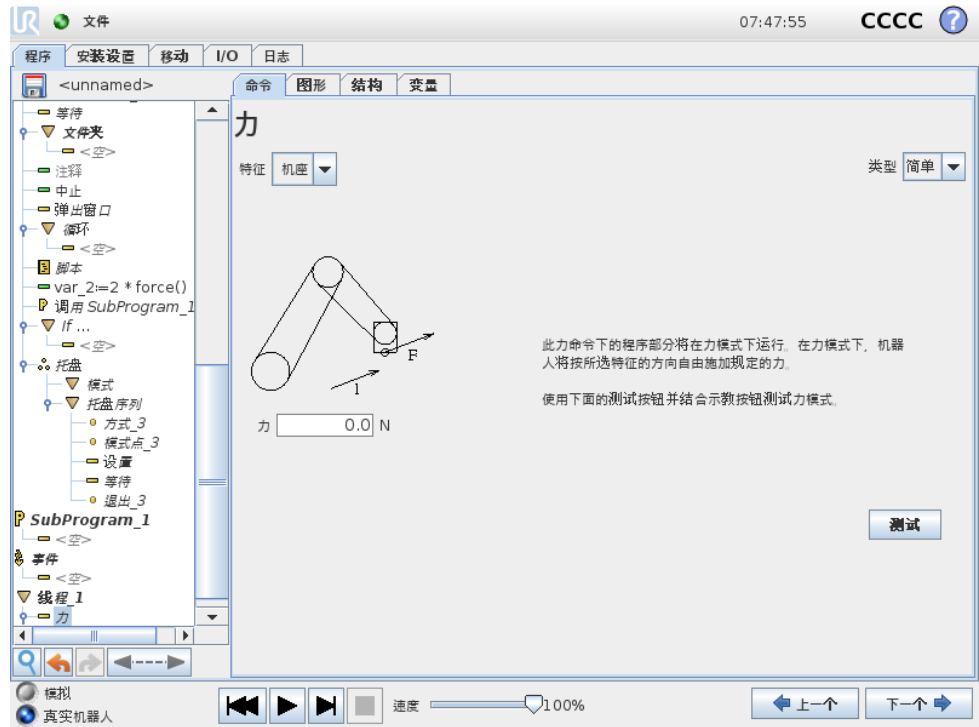 UR 文件 07:47:55 CCCC ?
程序 安装设置 移动 I/O 日志
<unnamed>
命令 图形 结构 变量
等待
文件夹
<空>
注释
中止
弹出窗口
循环
<空>
脚本
var_2≔2 * force()
P 调用 SubProgram_1
If ...
<空>
托盘
模式
托盘序列
方式_3
模式点_3
设置
等待
退出_3
P SubProgram_1
<空>
事件
<空>
线程_1
力
力
特征 机座
类型 简单
F
1
力 0.0 N
此力命令下的程序部分将在力模式下运行。在力模式下，机器
人将按所选特征的方向自由施加规定的力。
使用下面的测试按钮并结合示教按钮测试力模式。
测试
模拟
真实机器人
速度 100%
上一个 下一个